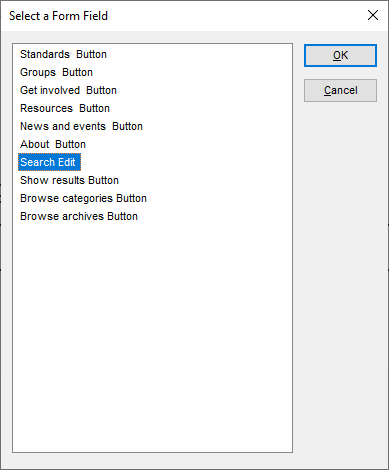 Select a Form Field
Standards  Button
Groups  Button
Get involved  Button
Resources  Button
News and events  Button
About  Button
Search Edit
Show results Button
Browse categories Button
Browse archives Button
OK
Cancel